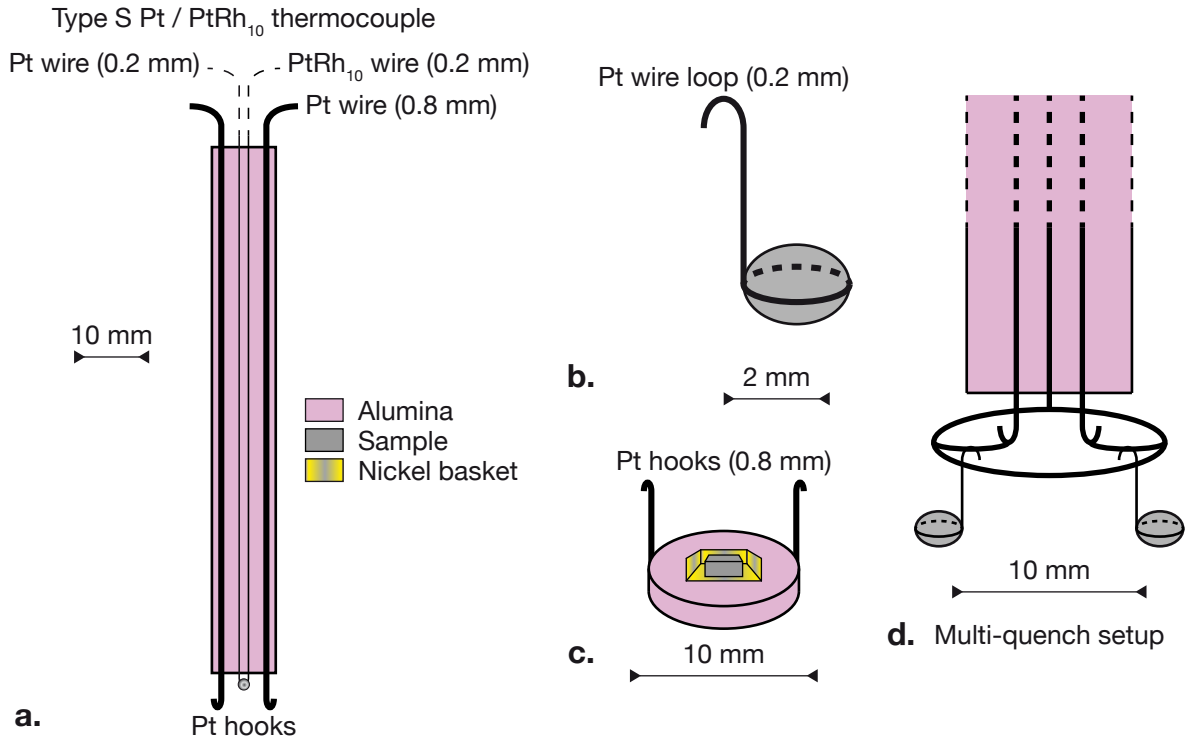 Type S Pt / PtRh10 thermocouple
Pt wire (0.2 mm)
PtRh10 wire (0.2 mm)
Pt wire (0.8 mm)
10 mm
Alumina
Sample
Nickel basket
Pt hooks
a.
Pt wire loop (0.2 mm)
b.
2 mm
Pt hooks (0.8 mm)
c.
10 mm
10 mm
d. Multi-quench setup